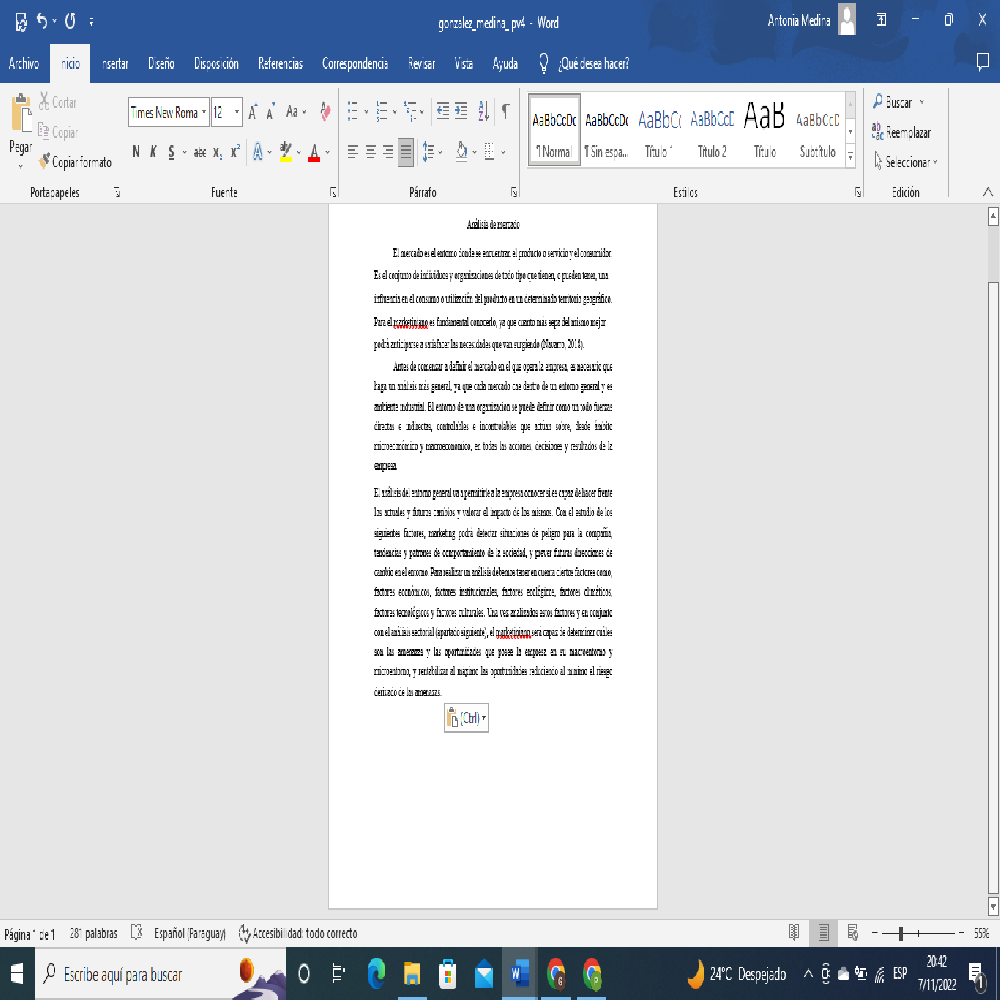 gonzalez_medina_ pv4 - Word
Antonia Medina
Archivo Inicio Insertar Diseño Disposición Referencias Correspondencia Revisar Vista Ayuda ¿Qué desea hacer?
Pegar
Cortar
Copiar
Copiar formato
Portapapeles
Times New Roma 12
Aa
N K S abc x₂ x²
Fuente
Párrafo
AaBbCcDc AaBbCcDc AaBbC( AaBbCcD AaB AaBbCcD
¶ Normal ¶ Sin espa... Título 1 Título 2 Título Subtítulo
Estilos
Buscar
Reemplazar
Seleccionar
Edición
Análisis de mercado
El mercado es el entorno donde se encuentran el producto o servicio y el consumidor.
Es el conjunto de individuos y organizaciones de todo tipo que tienen, o pueden tener, una
influencia en el consumo o utilización del producto en un determinado territorio geográfico.
Para el marketiniano es fundamental conocerlo, ya que cuanto más sepa del mismo mejor
podrá anticiparse a satisfacer las necesidades que van surgiendo (Navarro, 2018).
Antes de comenzar a definir el mercado en el que opera la empresa, es necesario que
haga un análisis más general, ya que cada mercado cae dentro de un entorno general y es
ambiente industrial. El entorno de una organización se puede definir como un todo fuerzas
directas e indirectas, controlables e incontrolables que actúan sobre, desde ámbito
microeconómico y macroeconómico, en todas las acciones, decisiones y resultados de la
empresa.
El análisis del entorno general va a permitirle a la empresa conocer si es capaz de hacer frente
los actuales y futuros cambios y valorar el impacto de los mismos. Con el estudio de los
siguientes factores, marketing podrá detectar situaciones de peligro para la compañía,
tendencias y patrones de comportamiento de la sociedad, y prever futuras direcciones de
cambio en el entorno. Para realizar un análisis debemos tener en cuenta ciertos factores como,
factores económicos, factores institucionales, factores ecológicos, factores climáticos,
factores tecnológicos y factores culturales. Una vez analizados estos factores y en conjunto
con el análisis sectorial (apartado siguiente), el marketiniano sera capaz de determinar cuáles
son las amenazas y las oportunidades que posee la empresa en su macroentorno y
microentorno, y rentabilizar al máximo las oportunidades reduciendo al mínimo el riesgo
derivado de las amenazas.
(Ctrl)
Página 1 de 1 281 palabras Español (Paraguay) Accesibilidad: todo correcto
55%
Escribe aquí para buscar
24°C Despejado
ESP
20:42
7/11/2022
1